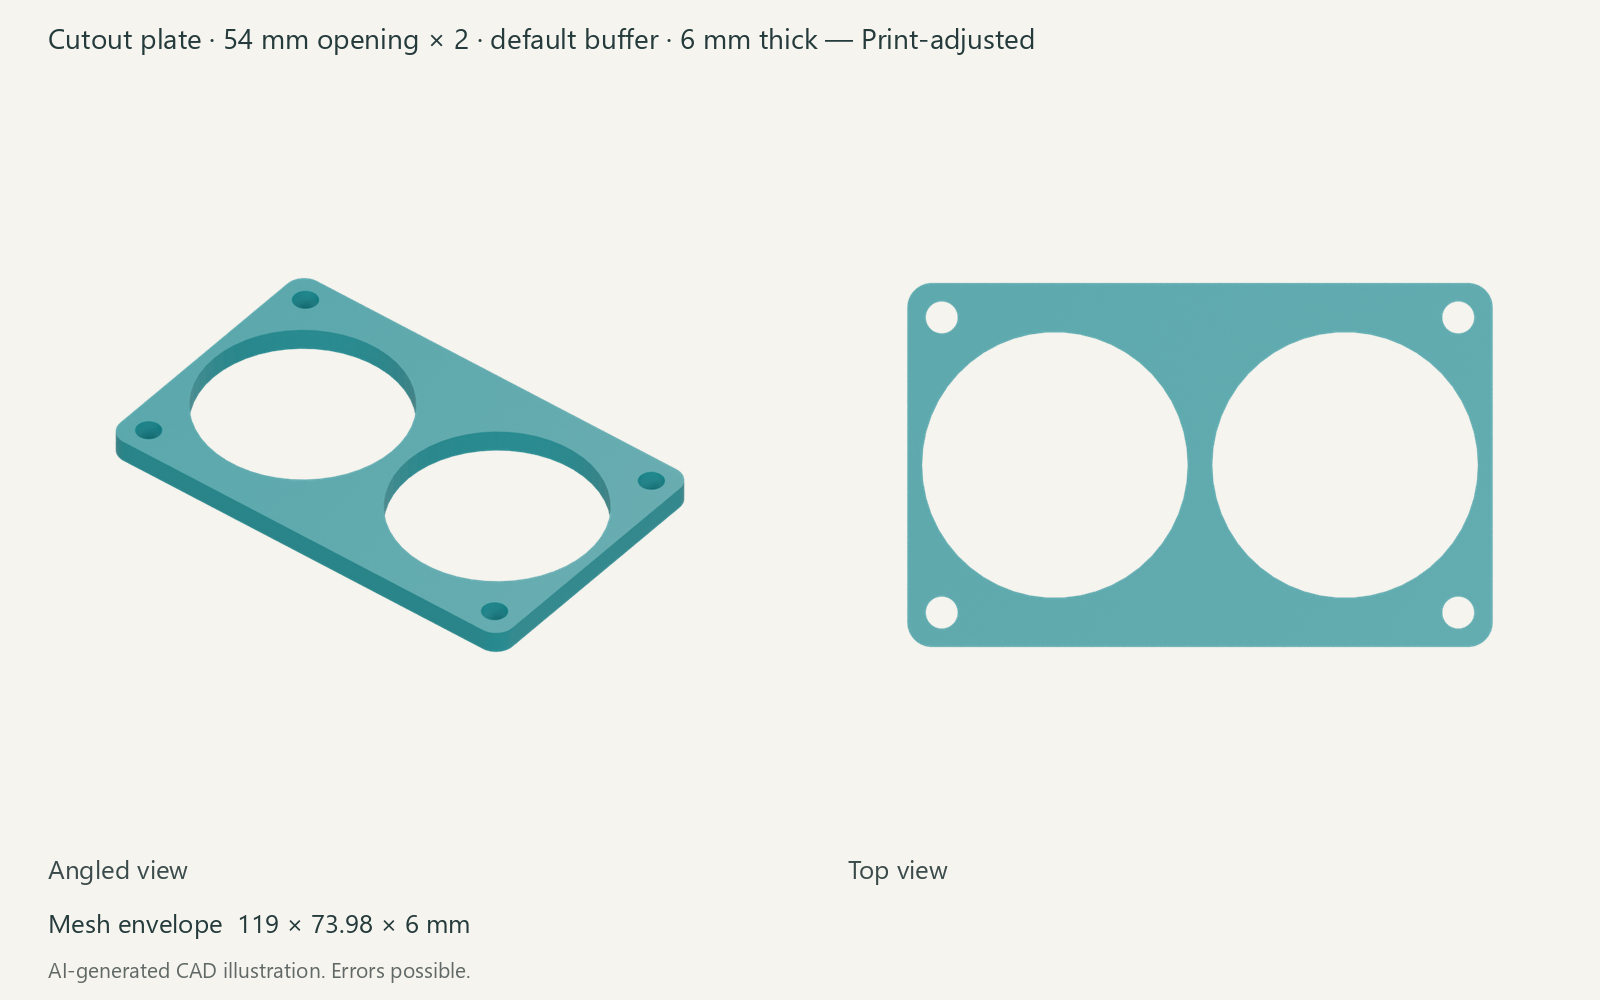 Cutout plate · 54 mm opening × 2 · default buffer · 6 mm thick — Print-adjusted
Angled view
Top view
Mesh envelope 119 × 73.98 × 6 mm
AI-generated CAD illustration. Errors possible.